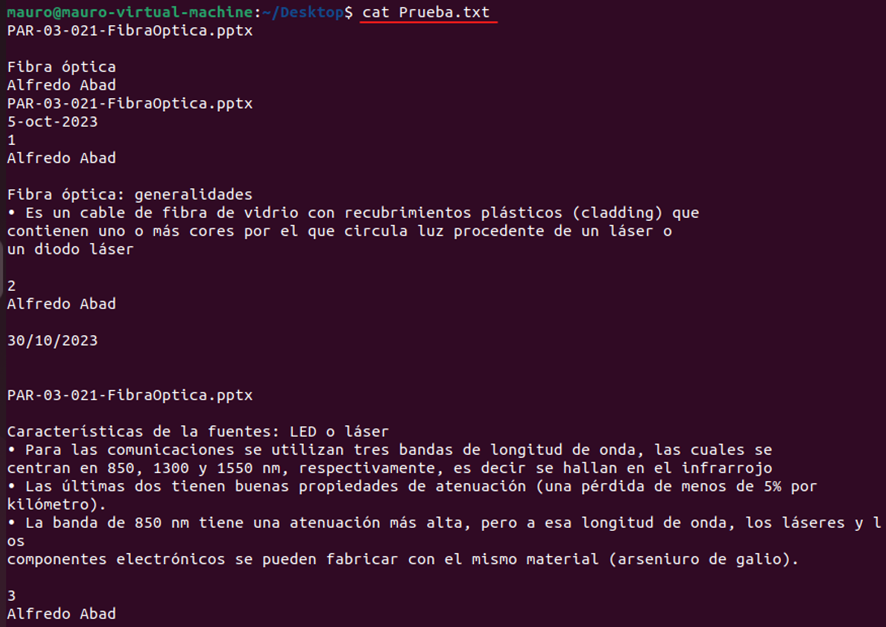 mauro@mauro-virtual-machine:~/Desktop$ cat Prueba.txt
PAR-03-021-FibraOptica.pptx
Fibra óptica
Alfredo Abad
PAR-03-021-FibraOptica.pptx
5-oct-2023
1
Alfredo Abad
Fibra óptica: generalidades
• Es un cable de fibra de vidrio con recubrimientos plásticos (cladding) que
contienen uno o más cores por el que circula luz procedente de un láser o
un diodo láser
2
Alfredo Abad
30/10/2023
PAR-03-021-FibraOptica.pptx
Características de la fuentes: LED o láser
• Para las comunicaciones se utilizan tres bandas de longitud de onda, las cuales se
centran en 850, 1300 y 1550 nm, respectivamente, es decir se hallan en el infrarrojo
• Las últimas dos tienen buenas propiedades de atenuación (una pérdida de menos de 5% por
kilómetro).
• La banda de 850 nm tiene una atenuación más alta, pero a esa longitud de onda, los láseres y l
os
componentes electrónicos se pueden fabricar con el mismo material (arseniuro de galio).
3
Alfredo Abad